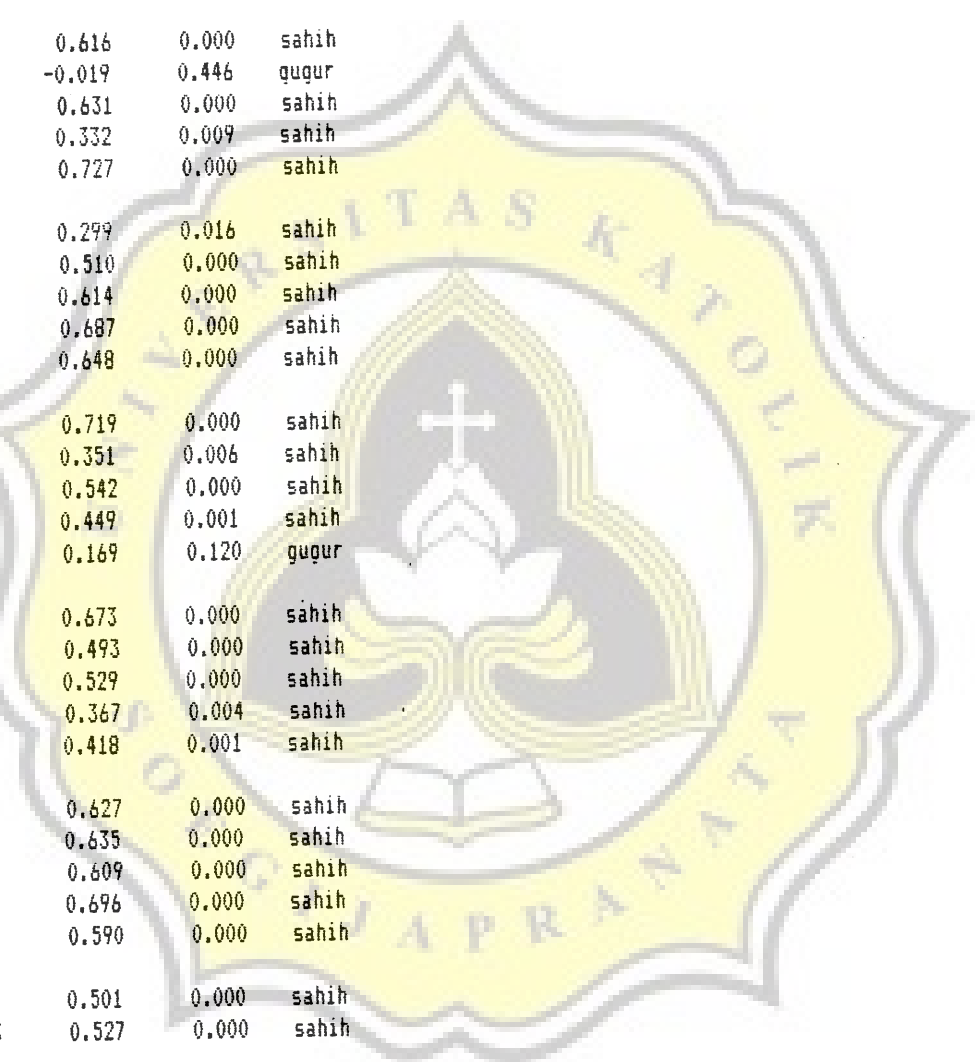 0.616 0.000 sahih
-0.019 0.446 gugur
0.631 0.000 sahih
0.332 0.009 sahih
0.727 0.000 sahih
0.299 0.016 sahih
0.510 0.000 sahih
0.614 0.000 sahih
0.687 0.000 sahih
0.648 0.000 sahih
0.719 0.000 sahih
0.351 0.006 sahih
0.542 0.000 sahih
0.449 0.001 sahih
0.169 0.120 gugur
0.673 0.000 sahih
0.493 0.000 sahih
0.529 0.000 sahih
0.367 0.004 sahih
0.418 0.001 sahih
0.627 0.000 sahih
0.635 0.000 sahih
0.609 0.000 sahih
0.696 0.000 sahih
0.590 0.000 sahih
0.501 0.000 sahih
0.527 0.000 sahih
UNIVERSITAS KATOLIK
SOEGIJAPRANATA